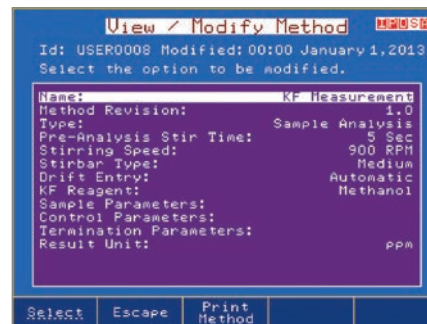 View / Modify Method
Id: USER0008 Modified: 00:00 January 1, 2013
Select the option to be modified.
Name: KF Measurement
Method Revision: 1.0
Type: Sample Analysis
Pre-Analysis Stir Time: 5 Sec
Stirring Speed: 900 RPM
Stirbar Type: Medium
Drift Entry: Automatic
KF Reagent: Methanol
Sample Parameters:
Control Parameters:
Termination Parameters:
Result Unit: ppm
Select Escape Print Method